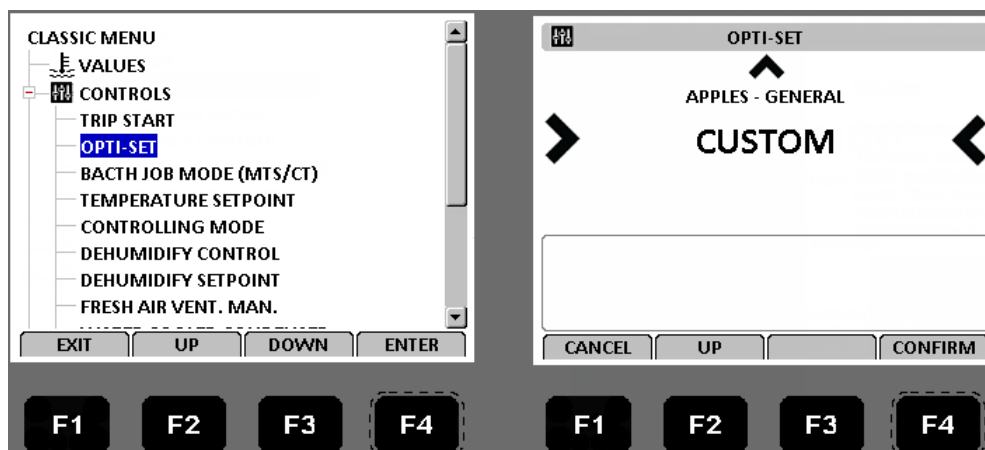 CLASSIC MENU
VALUES
CONTROLS
TRIP START
OPTI-SET
BACTH JOB MODE (MTS/CT)
TEMPERATURE SETPOINT
CONTROLLING MODE
DEHUMIDIFY CONTROL
DEHUMIDIFY SETPOINT
FRESH AIR VENT. MAN.
EXIT UP DOWN ENTER
F1 F2 F3 F4
OPTI-SET
APPLES - GENERAL
CUSTOM
CANCEL UP CONFIRM
F1 F2 F3 F4